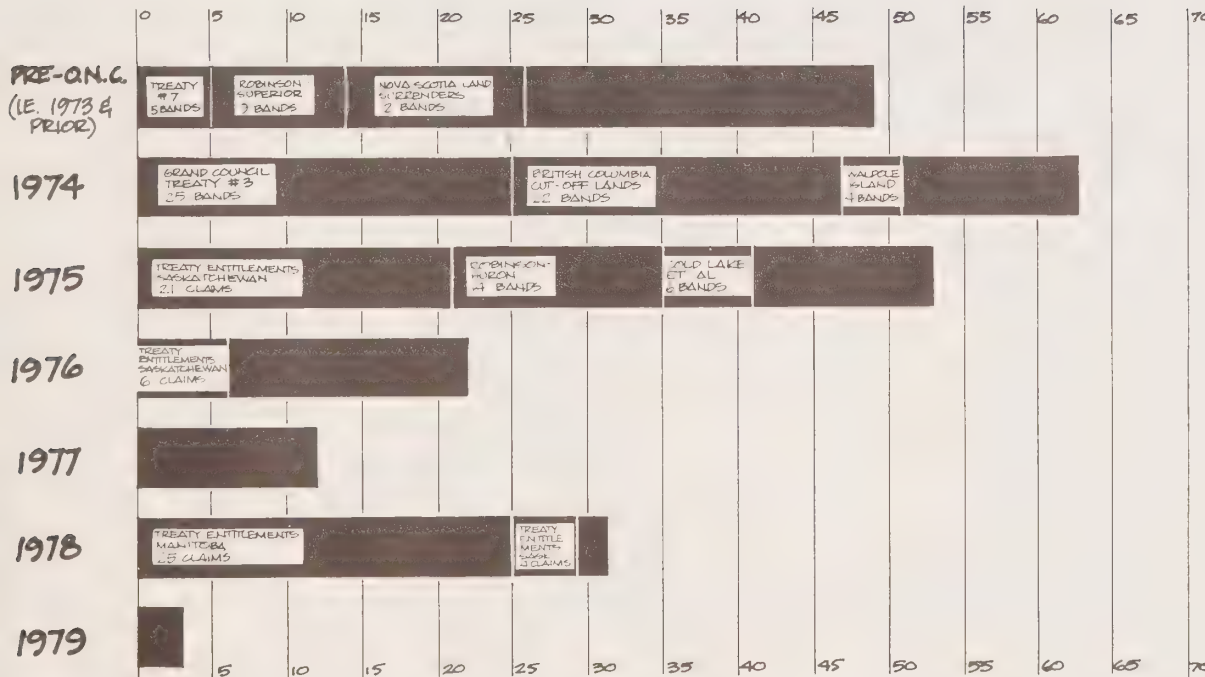 0 5 10 15 20 25 30 35 40 45 50 55 60 65 70
PRE-O.N.C.
(I.E. 1973 &
PRIOR)
TREATY
#7
5 BANDS
ROBINSON
SUPERIOR
BANDS
NOVA SCOTIA LAND
SURRENDERS
2 BANDS
1974
GRAND COUNCIL
TREATY #3
25 BANDS
BRITISH COLUMBIA
CUT-OFF LANDS
22 BANDS
WALPOLE
ISLAND
4 BANDS
1975
TREATY ENTITLEMENTS
SASKATCHEWAN
21 CLAIMS
ROBINSON-
HURON
4 BANDS
COLD LAKE
ET AL
6 BANDS
1976
TREATY
ENTITLEMENTS
SASKATCHEWAN
6 CLAIMS
1977
1978
TREATY ENTITLEMENTS
MANITOBA
25 CLAIMS
TREATY
ENTITLE
MENTS
SASK
4 CLAIMS
1979
5 10 15 20 25 30 35 40 45 50 55 60 65 70